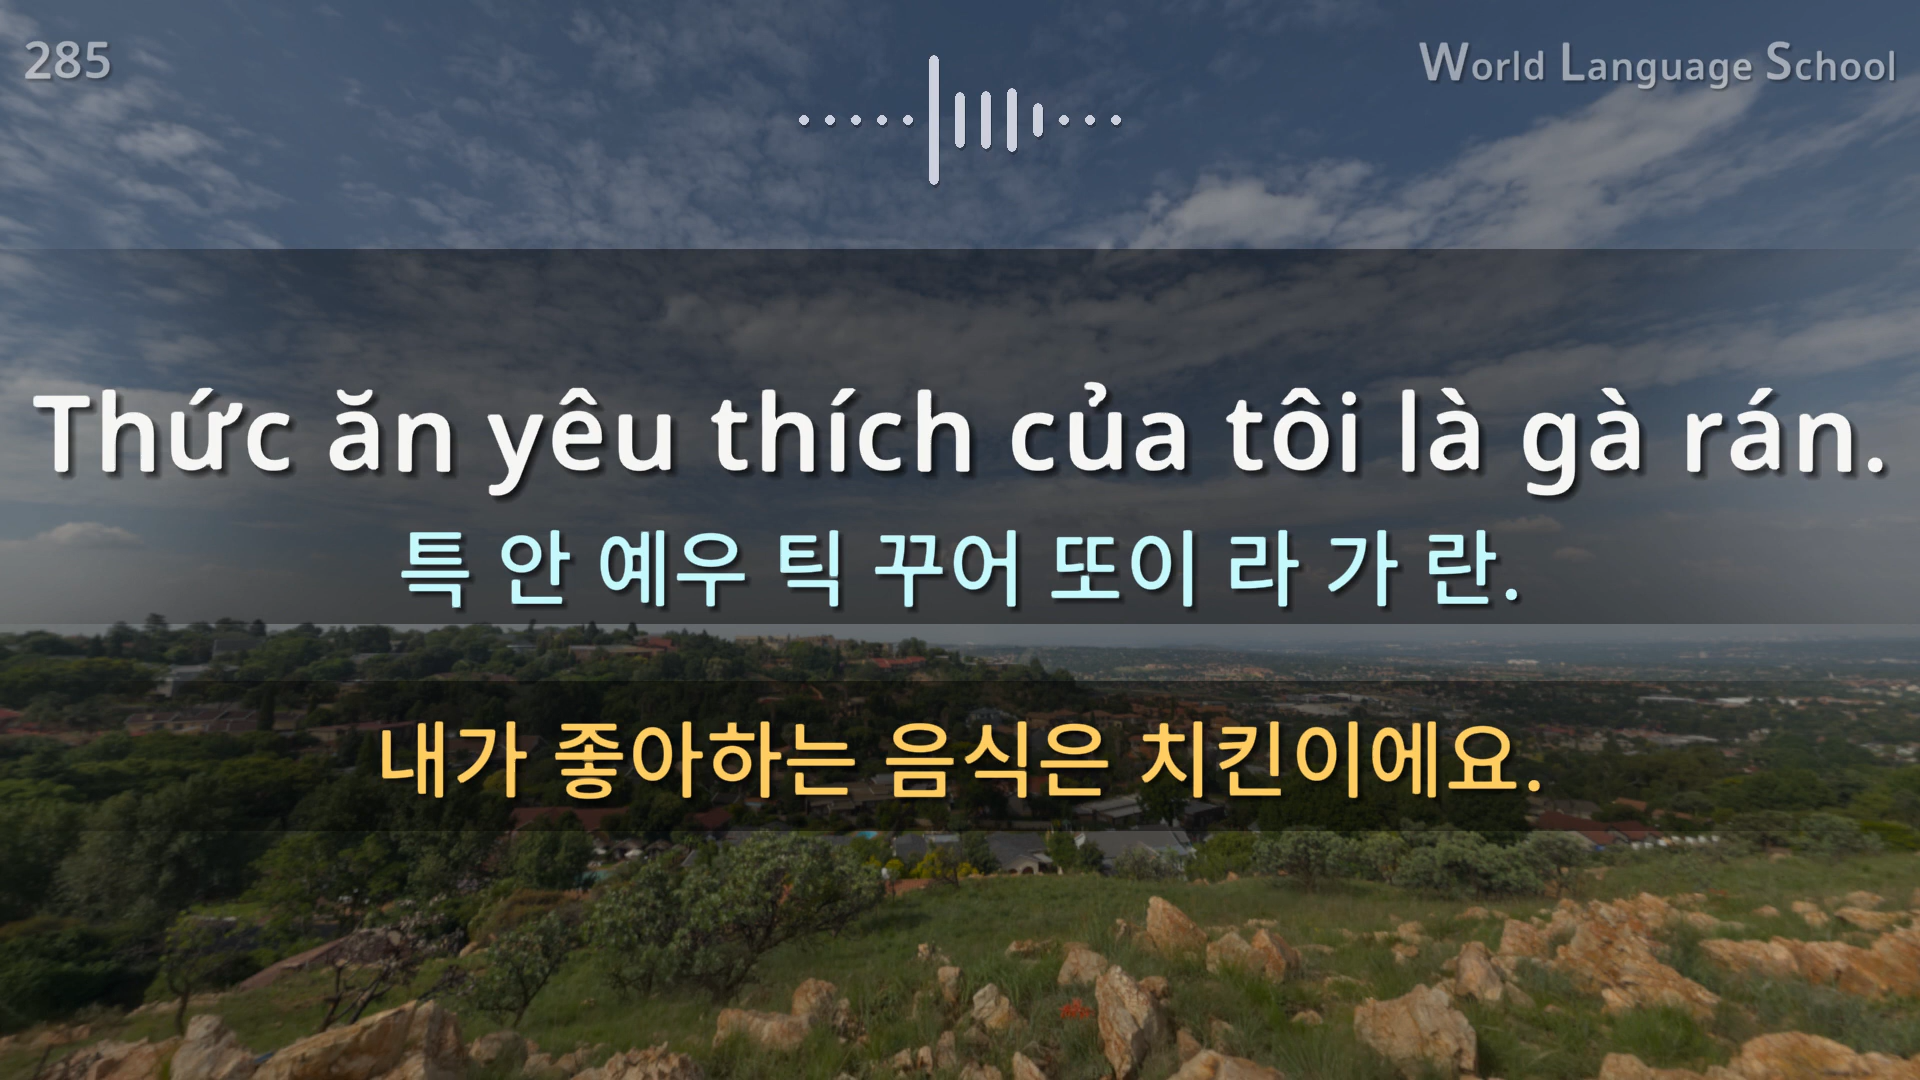 285
World Language School
Thức ăn yêu thích của tôi là gà rán.
특 안 예우 틱 꾸어 또이 라 가 란.
내가 좋아하는 음식은 치킨이에요.